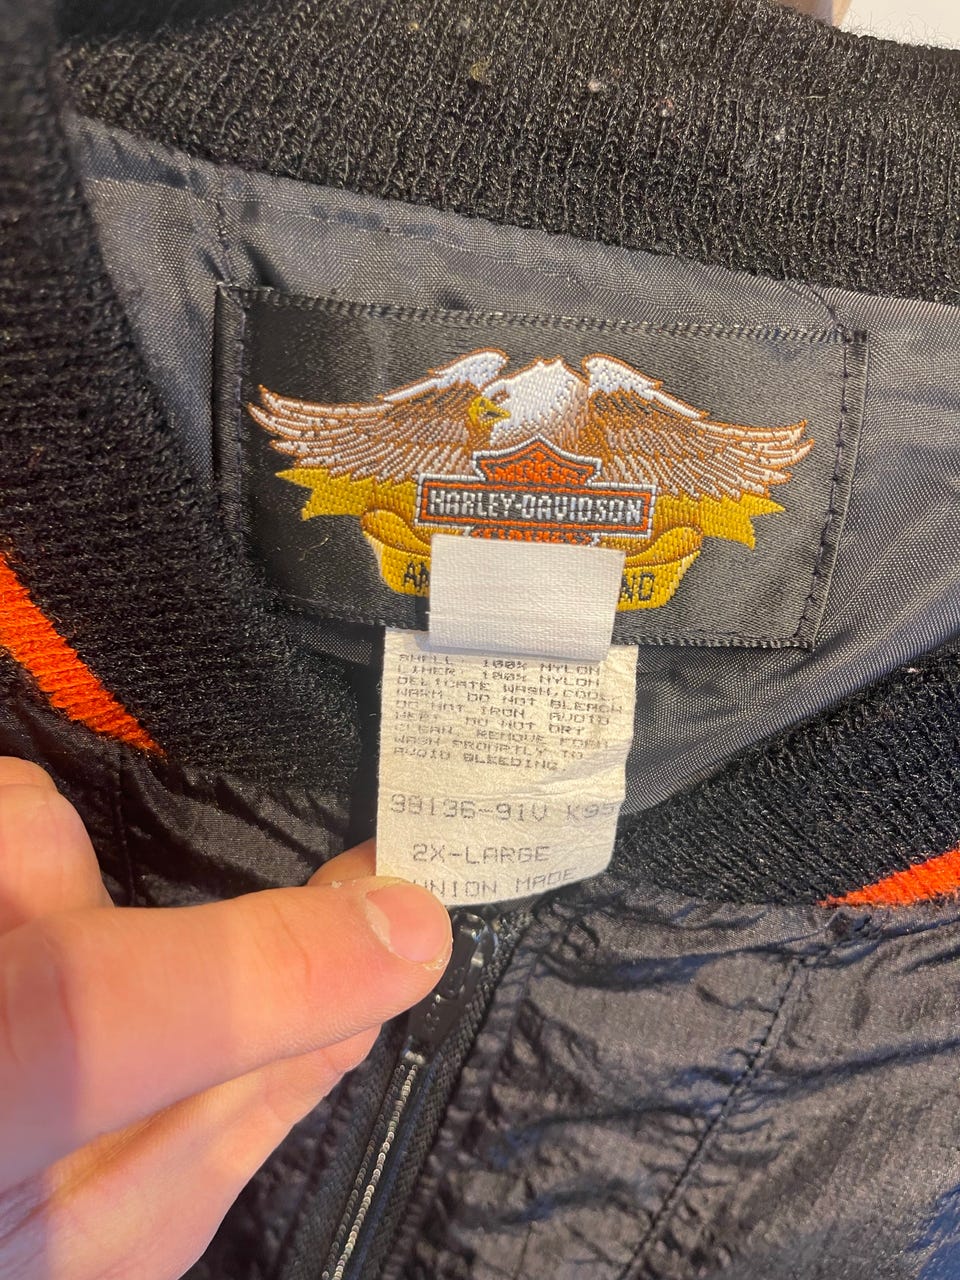 HARLEY-DAVIDSON
AM
ND
SHELL: 100% NYLON
LINER: 100% NYLON
DELICATE WASH, COOL
WARM. DO NOT BLEACH
DO NOT IRON. AVOID
HEAT. DO NOT DRY
CLEAN. REMOVE FROM
WASH PROMPTLY TO
AVOID BLEEDING.
98136-91V K95
2X-LARGE
UNION MADE